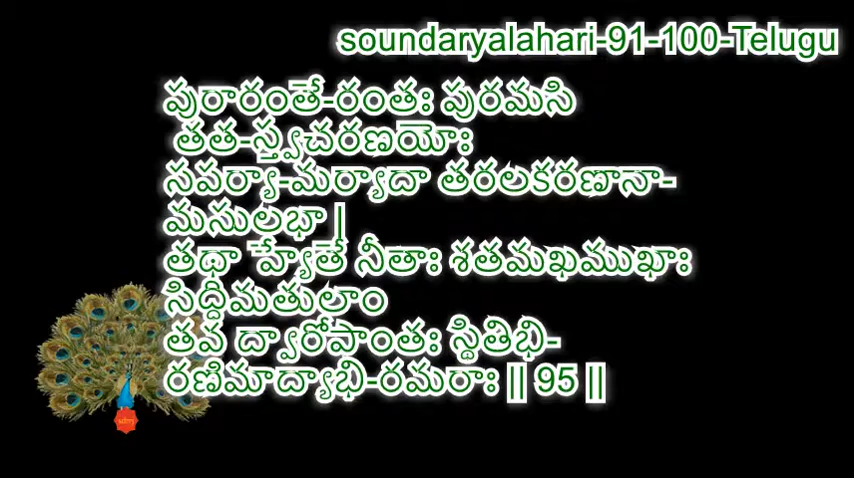 soundaryalahari-91-100-Telugu
పురారంతే-రంతః పురమసి
తత-స్త్వచరణయోః
సపర్యా-మర్యాదా తరలకరణానా-
మసులభా |
తథా హ్యేతే నీతాః శతమఖముఖాః
సిద్ధిమతులాం
తవ ద్వారోపాంతః స్థితిభి-
రణిమాద్యాభి-రమరాః || 95 ||